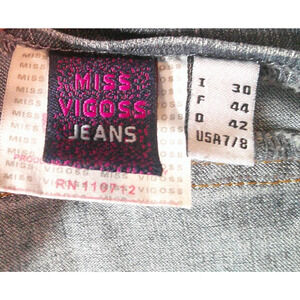 MISS
VIGOSS
JEANS
I 30
F 44
D 42
USA 7/8
RN 110712